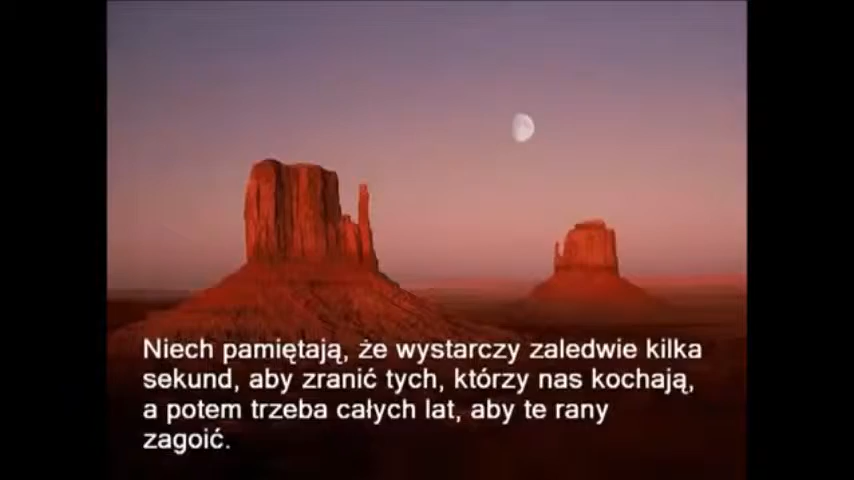 Niech pamiętają, że wystarczy zaledwie kilka
sekund, aby zranić tych, którzy nas kochają,
a potem trzeba całych lat, aby te rany
zagoić.